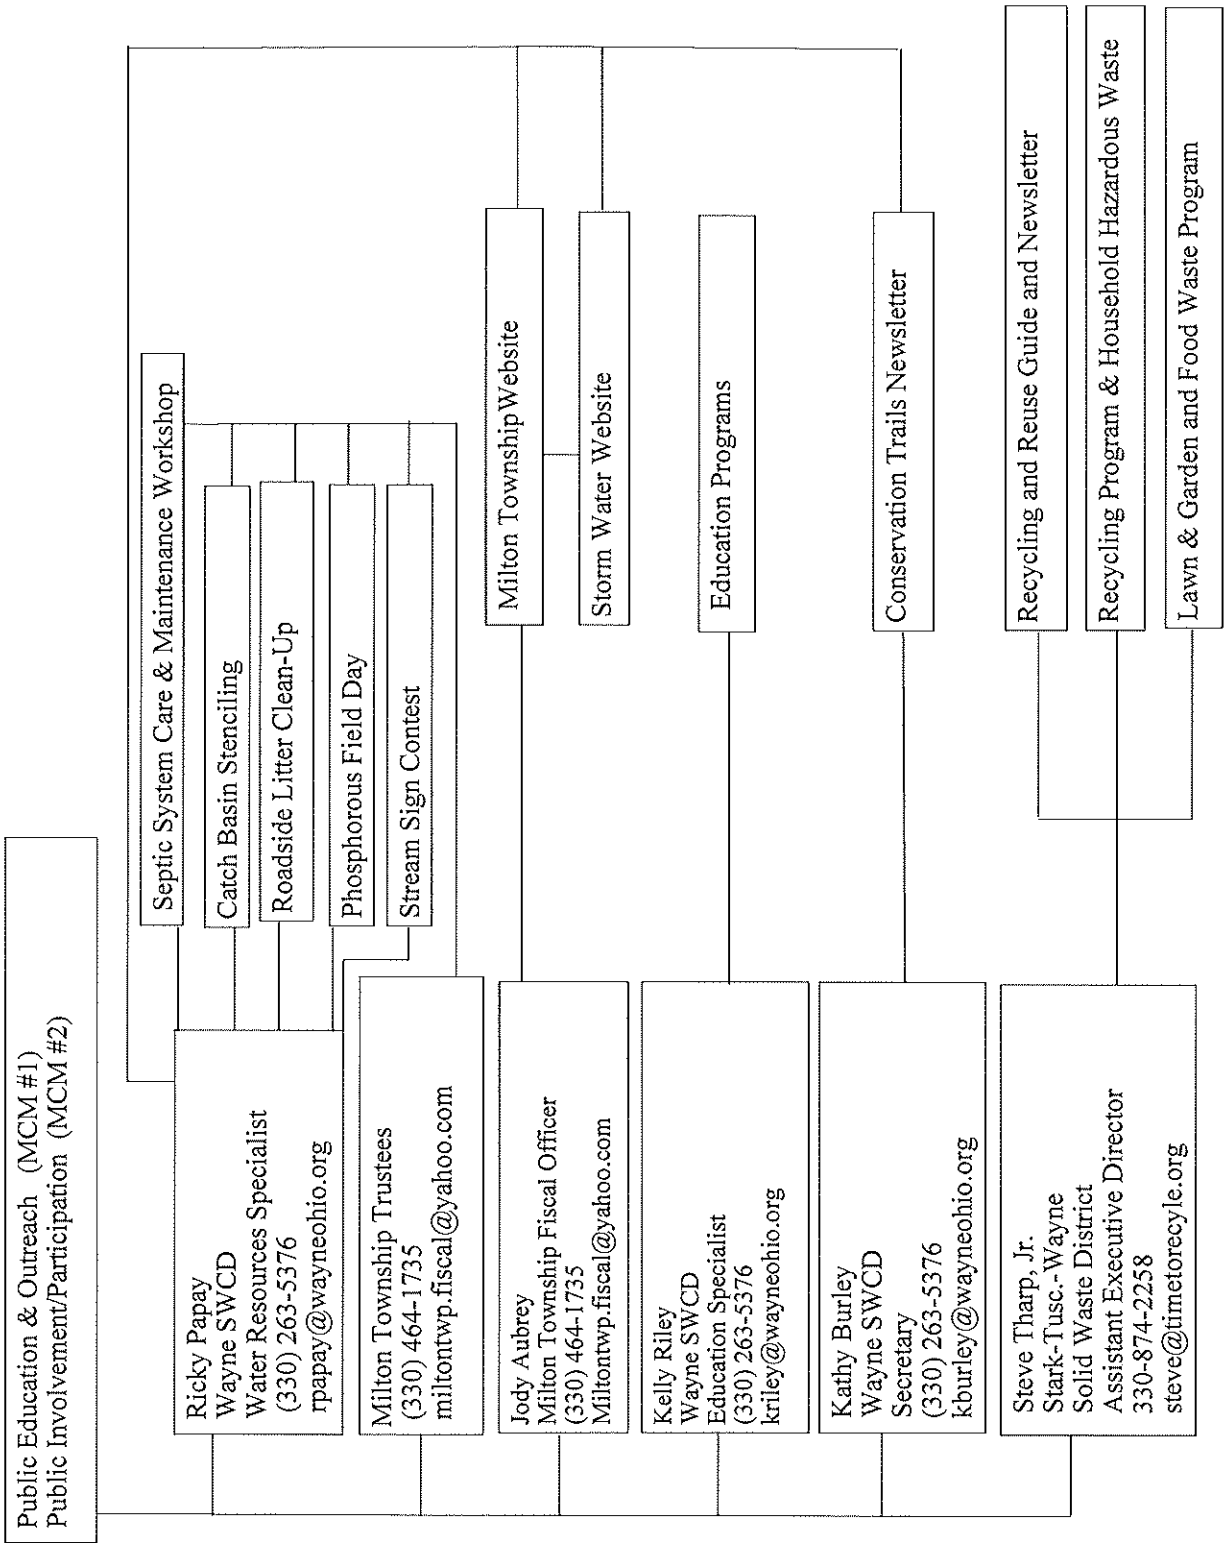 Public Education & Outreach (MCM #1)
Public Involvement/Participation (MCM #2)
Ricky Papay
Wayne SWCD
Water Resources Specialist
(330) 263-5376
rpapay@wayneohio.org
Septic System Care & Maintenance Workshop
Catch Basin Stenciling
Roadside Litter Clean-Up
Phosphorous Field Day
Stream Sign Contest
Milton Township Trustees
(330) 464-1735
miltontwp.fiscal@yahoo.com
Jody Aubrey
Milton Township Fiscal Officer
(330) 464-1735
Miltontwp.fiscal@yahoo.com
Milton TownshipWebsite
Storm Water Website
Kelly Riley
Wayne SWCD
Education Specialist
(330) 263-5376
kriley@wayneohio.org
Education Programs
Kathy Burley
Wayne SWCD
Secretary
(330) 263-5376
kburley@wayneohio.org
Conservation Trails Newsletter
Steve Tharp, Jr.
Stark-Tusc.-Wayne
Solid Waste District
Assistant Executive Director
330-874-2258
steve@timetorecyle.org
Recycling and Reuse Guide and Newsletter
Recycling Program & Household Hazardous Waste
Lawn & Garden and Food Waste Program